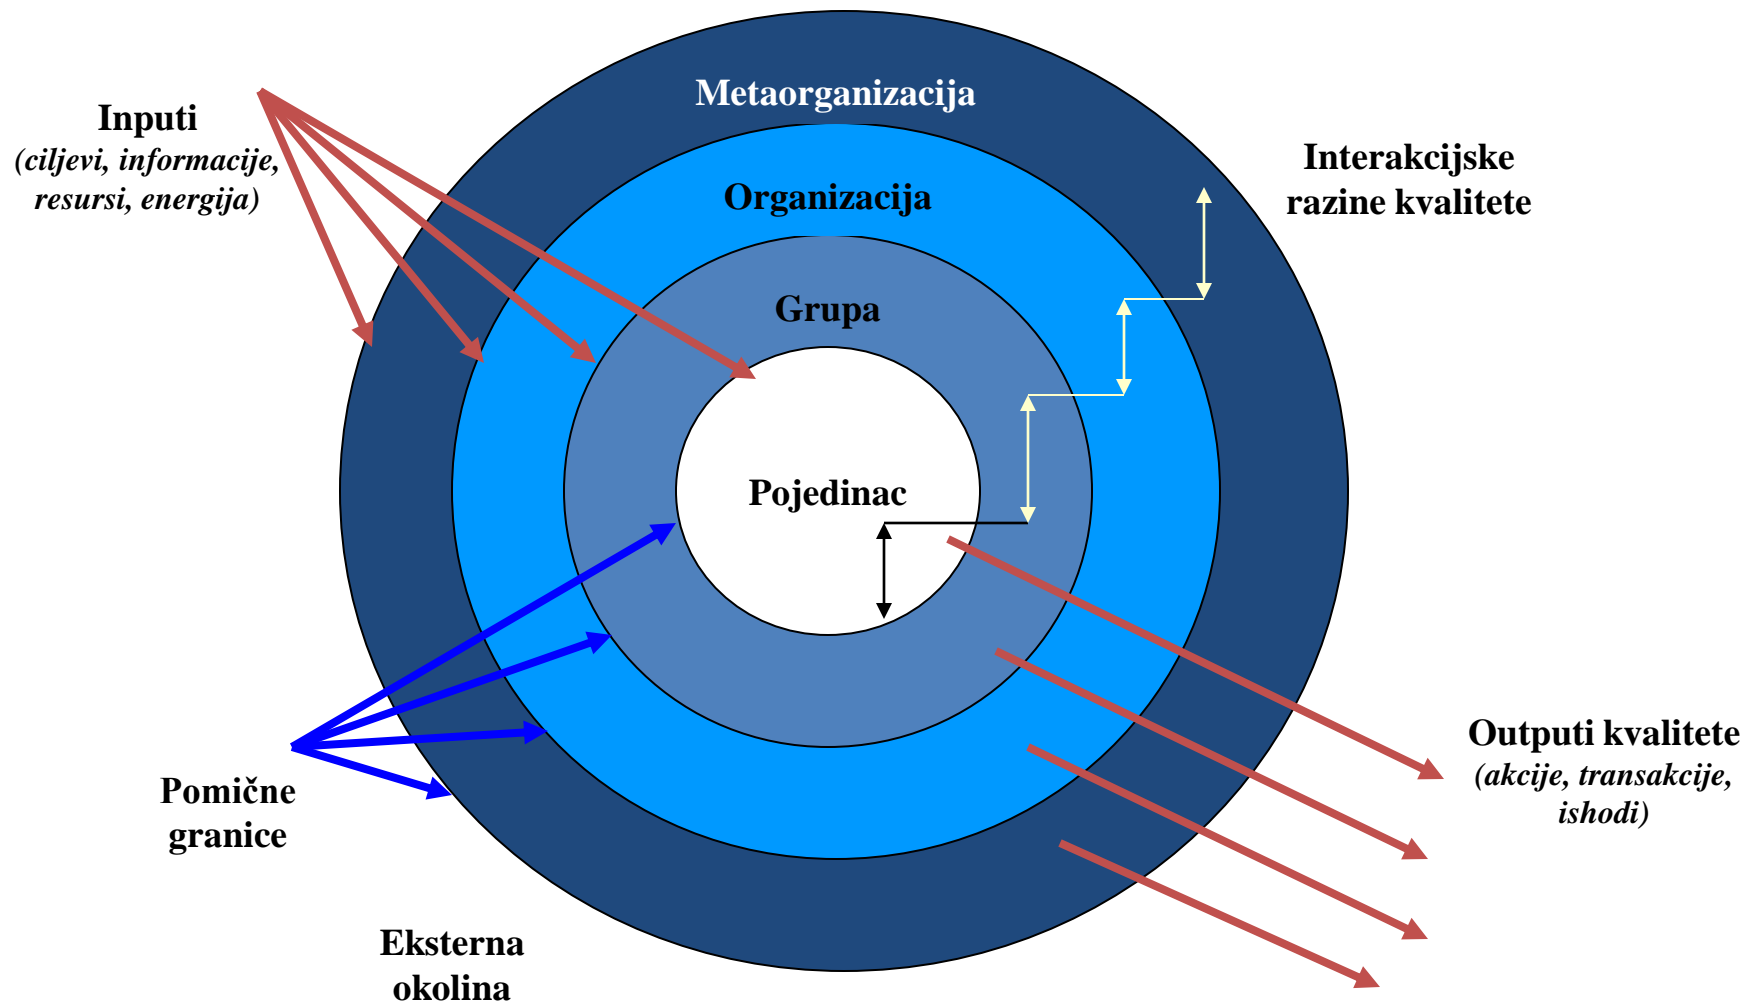 Metaorganizacija
Inputi
(ciljevi, informacije,
resursi, energija)
Interakcijske
razine kvalitete
Organizacija
Grupa
Pojedinac
Outputi kvalitete
(akcije, transakcije,
ishodi)
Pomične
granice
Eksterna
okolina